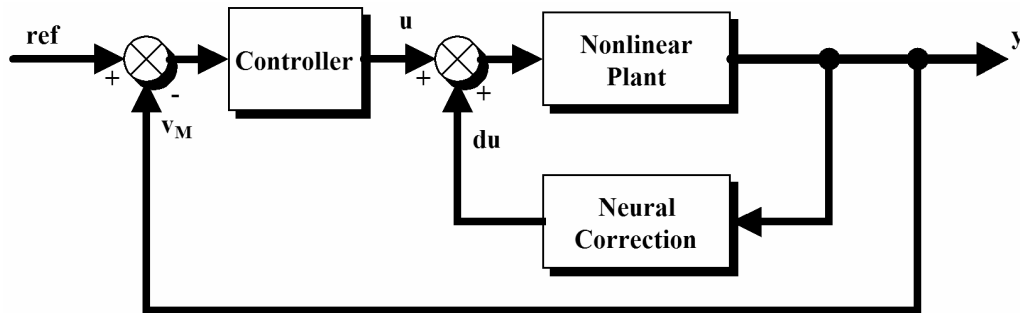 ref
+
-
v_M
Controller
u
+
+
du
Nonlinear
Plant
y
Neural
Correction